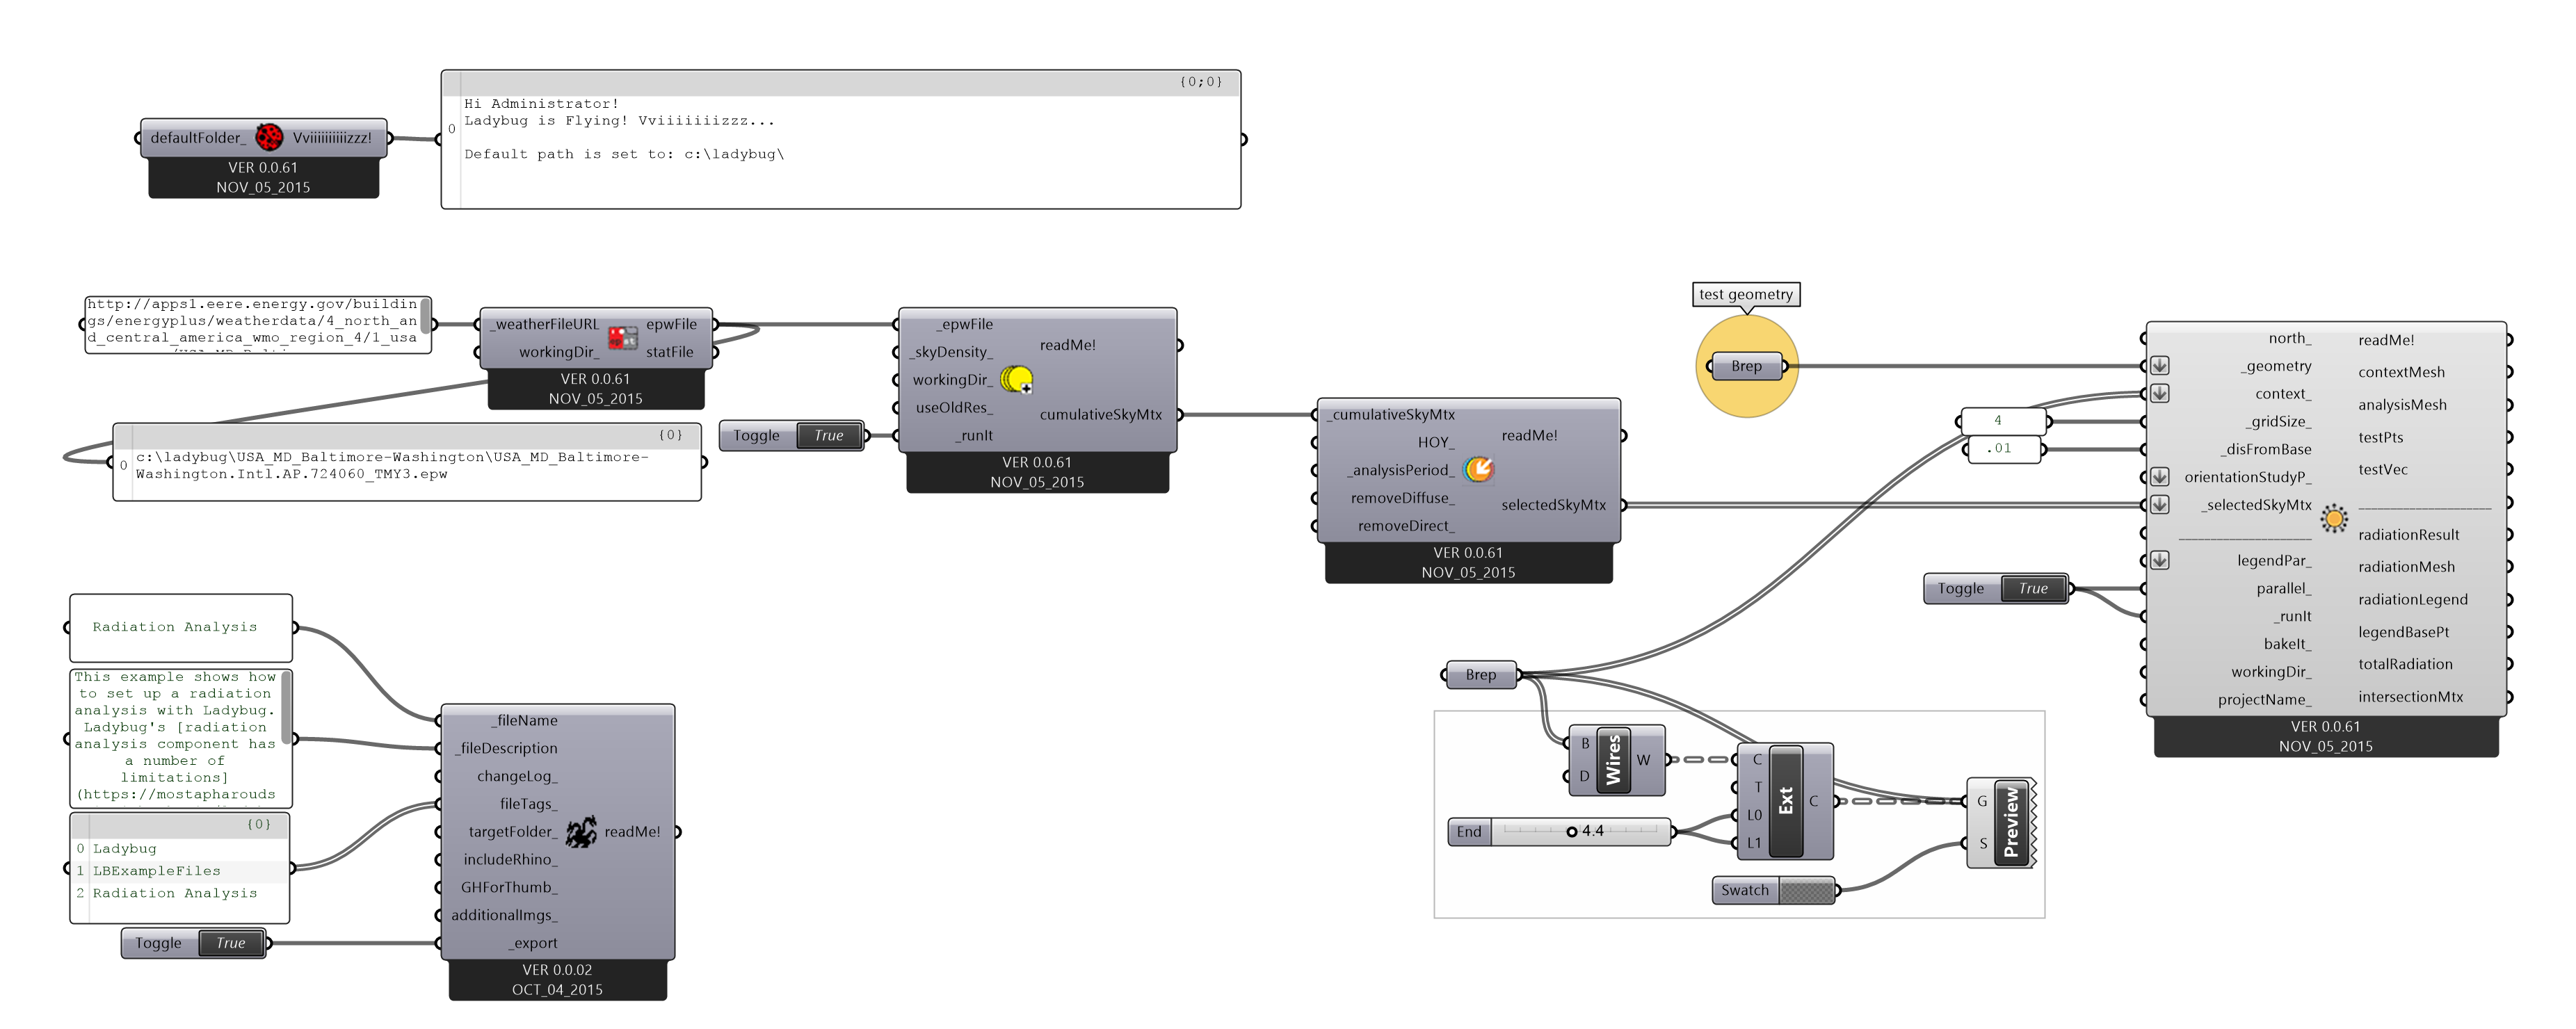 {0;0}
0
Hi Administrator!
Ladybug is Flying! Vviiiiiiizzz...
Default path is set to: c:\ladybug\
defaultFolder_ Vviiiiiiiiiizzz!
VER 0.0.61
NOV_05_2015
http://apps1.eere.energy.gov/buildin
gs/energyplus/weatherdata/4_north_an
d_central_america_wmo_region_4/1_usa
_weatherFileURL epwFile
workingDir_ statFile
VER 0.0.61
NOV_05_2015
{0}
0
c:\ladybug\USA_MD_Baltimore-Washington\USA_MD_Baltimore-
Washington.Intl.AP.724060_TMY3.epw
Toggle True
_epwFile
_skyDensity_
workingDir_
useOldRes_
_runIt
readMe!
cumulativeSkyMtx
VER 0.0.61
NOV_05_2015
_cumulativeSkyMtx
HOY_
_analysisPeriod_
removeDiffuse_
removeDirect_
readMe!
selectedSkyMtx
VER 0.0.61
NOV_05_2015
test geometry
Brep
4
.01
Toggle True
north_
_geometry
context_
_gridSize_
_disFromBase
orientationStudyP_
_selectedSkyMtx
____________________
legendPar_
parallel_
_runIt
bakeIt_
workingDir_
projectName_
readMe!
contextMesh
analysisMesh
testPts
testVec
____________________
radiationResult
radiationMesh
radiationLegend
legendBasePt
totalRadiation
intersectionMtx
VER 0.0.61
NOV_05_2015
Radiation Analysis
This example shows how
to set up a radiation
analysis with Ladybug.
Ladybug's [radiation
analysis component has
a number of
limitations]
(https://mostapharouds
{0}
0 Ladybug
1 LBExampleFiles
2 Radiation Analysis
Toggle True
_fileName
_fileDescription
changeLog_
fileTags_
targetFolder_
includeRhino_
GHForThumb_
additionalImgs_
_export
readMe!
VER 0.0.02
OCT_04_2015
Brep
B
D
Wires
W
End 4.4
C
T
L0
L1
Ext
C
Swatch
G
S
Preview